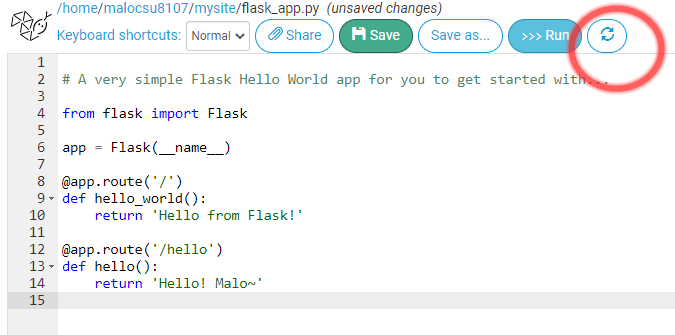 /home/malocsu8107/mysite/flask_app.py (unsaved changes)
Keyboard shortcuts: Normal Share Save Save as... >>> Run
1
2 # A very simple Flask Hello World app for you to get started with...
3
4 from flask import Flask
5
6 app = Flask(__name__)
7
8 @app.route('/')
9 def hello_world():
10     return 'Hello from Flask!'
11
12 @app.route('/hello')
13 def hello():
14     return 'Hello! Malo~'
15